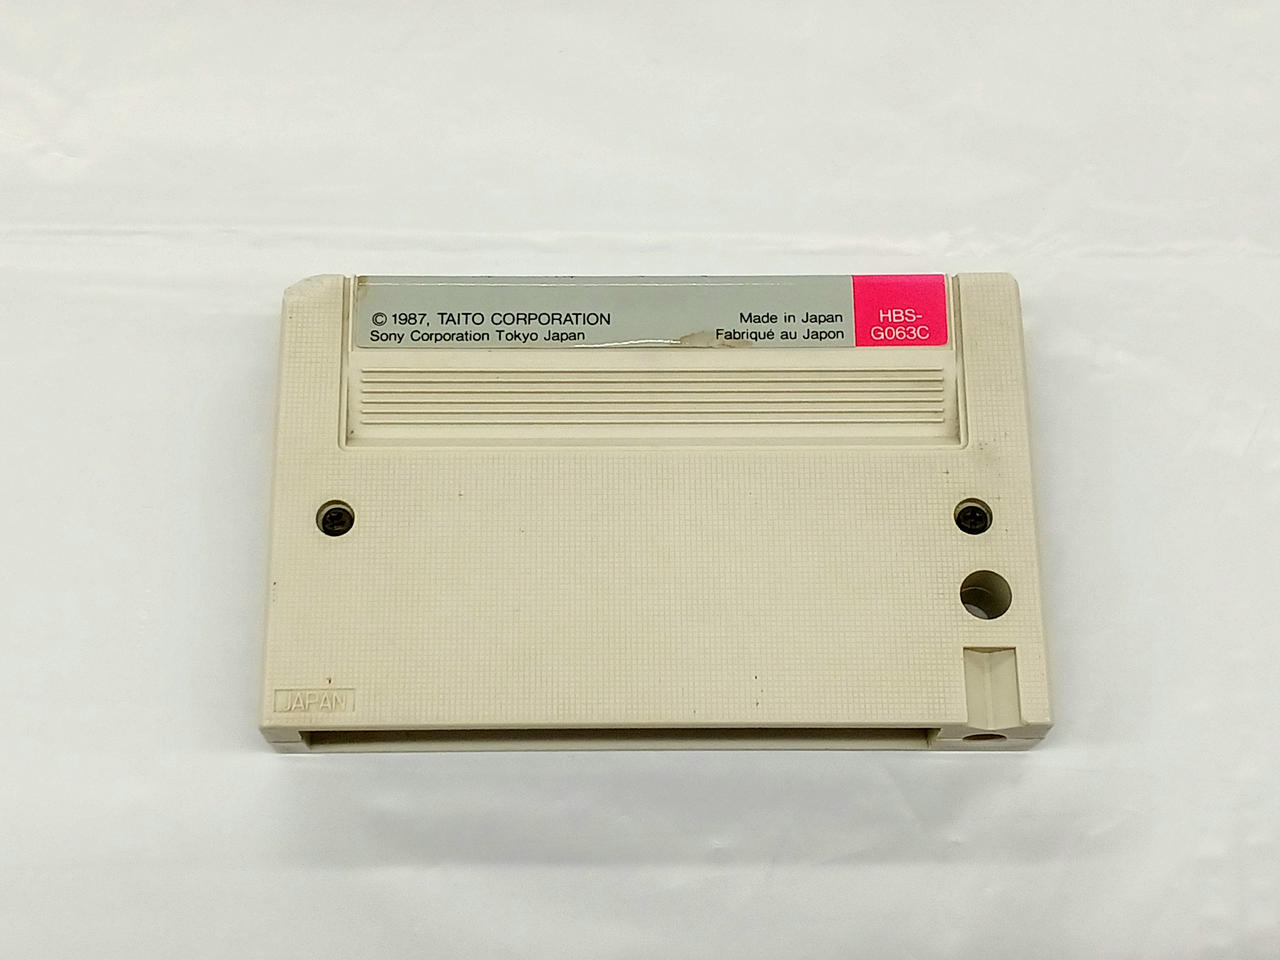 © 1987, TAITO CORPORATION
Sony Corporation Tokyo Japan
Made in Japan
Fabriqué au Japon
HBS-
G063C
JAPAN